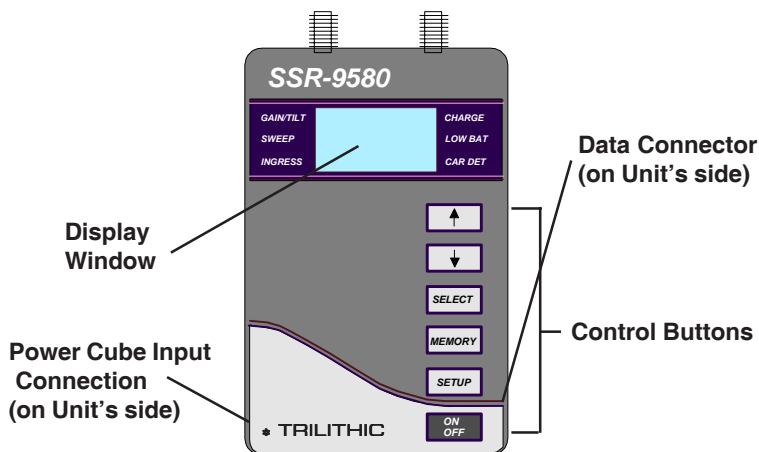 SSR-9580
GAIN/TILT
SWEEP
INGRESS
CHARGE
LOW BAT
CAR DET
Data Connector
(on Unit's side)
Display
Window
SELECT
MEMORY
SETUP
ON
OFF
Control Buttons
Power Cube Input
Connection
(on Unit's side)
TRILITHIC